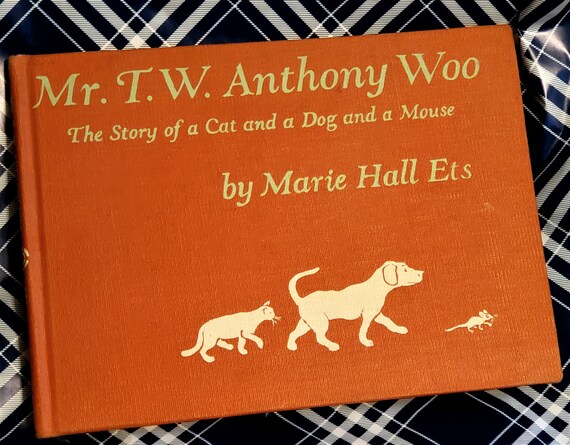 Mr. T.W. Anthony Woo
The Story of a Cat and a Dog and a Mouse
by Marie Hall Ets